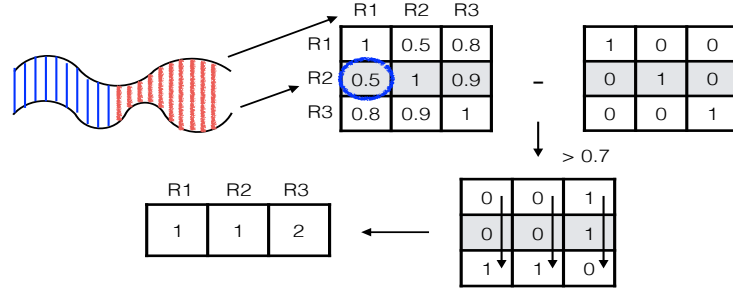 R1 R2 R3
R1 1 0.5 0.8
R2 0.5 1 0.9
R3 0.8 0.9 1
-
1 0 0
0 1 0
0 0 1
> 0.7
0 0 1
0 0 1
1 1 0
R1 R2 R3
1 1 2